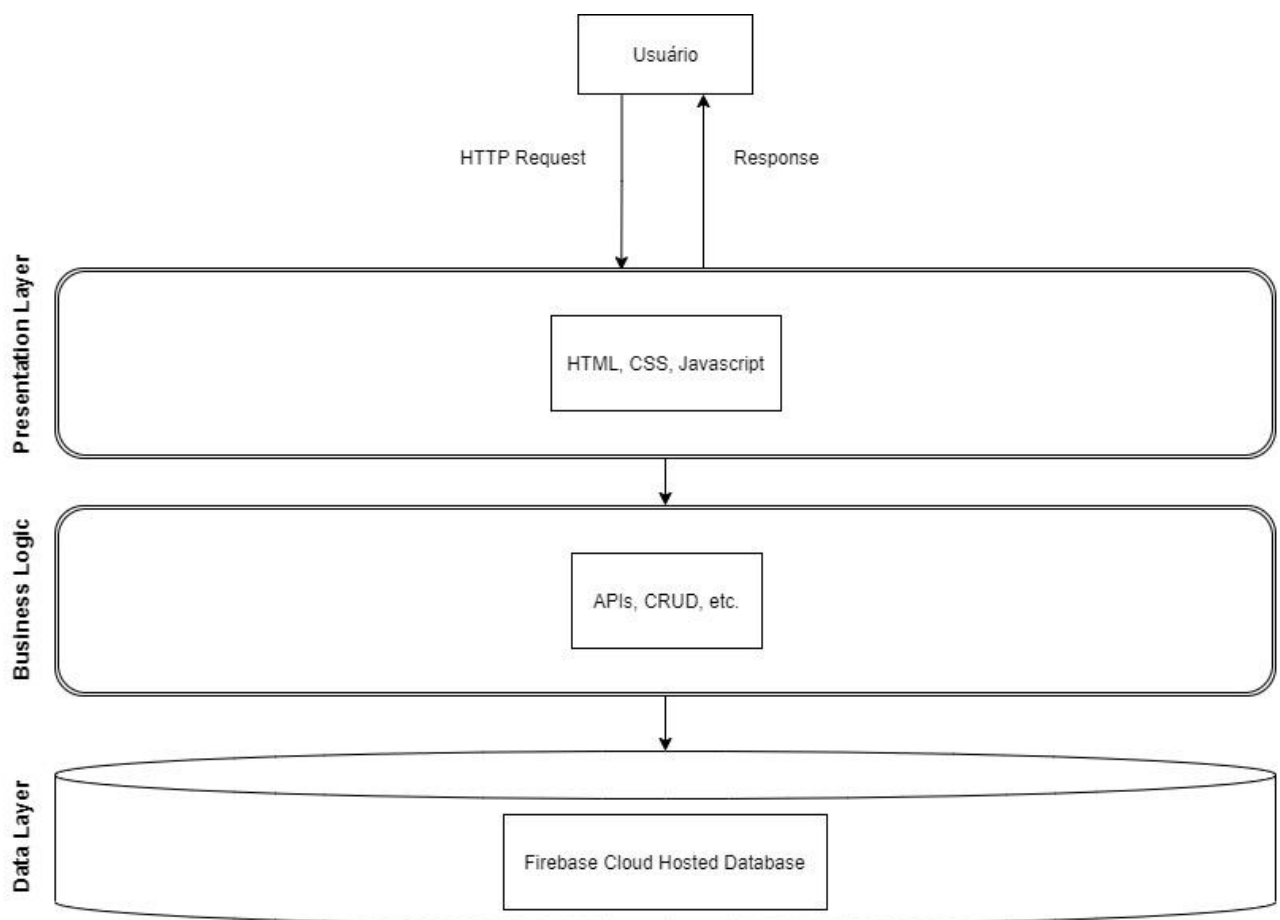 Usuário
HTTP Request
Response
Presentation Layer
HTML, CSS, Javascript
Business Logic
APIs, CRUD, etc.
Data Layer
Firebase Cloud Hosted Database